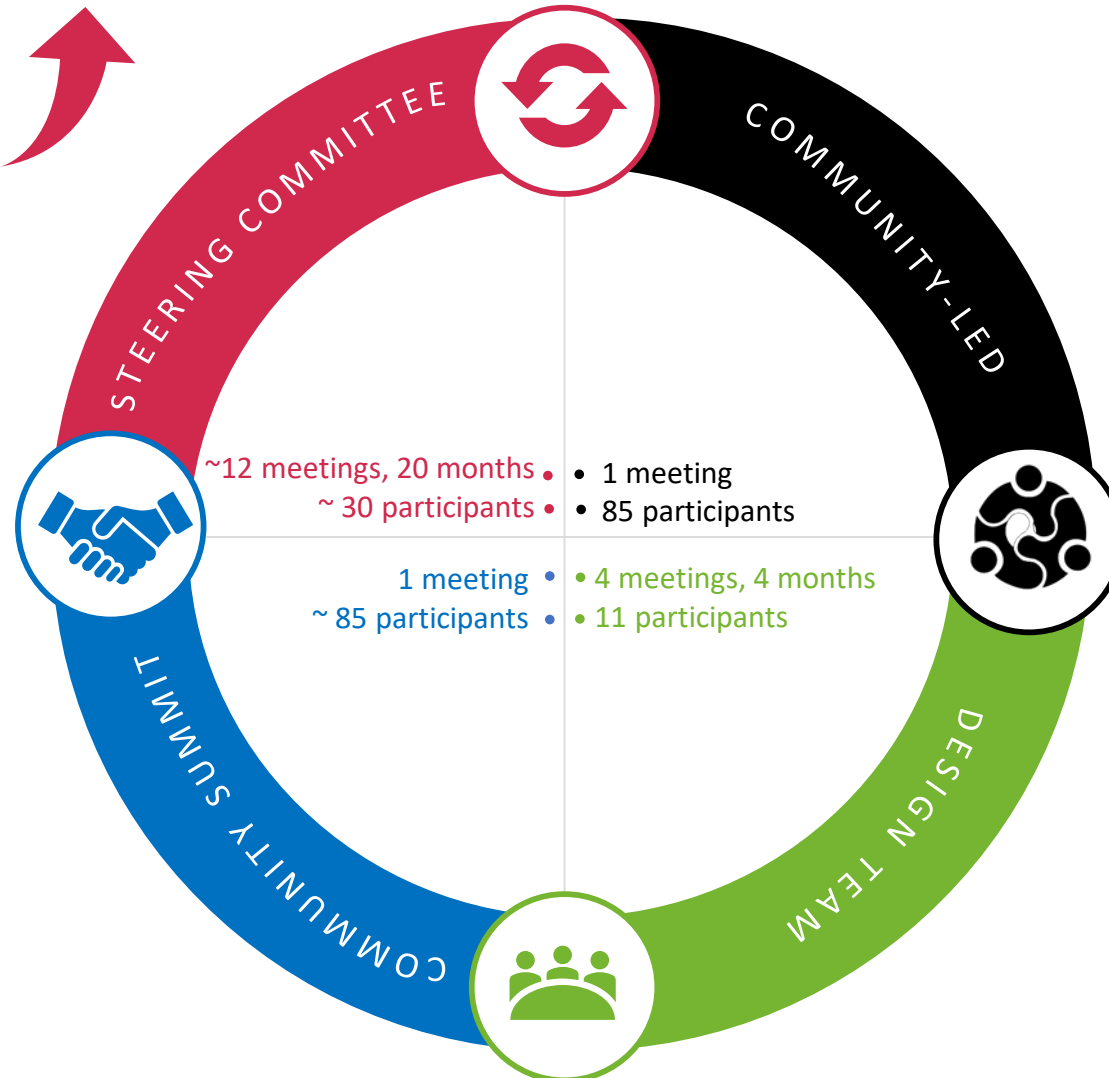 STEERING COMMITTEE
COMMUNITY-LED
~12 meetings, 20 months •
~ 30 participants •
• 1 meeting
• 85 participants
1 meeting •
~ 85 participants •
• 4 meetings, 4 months
• 11 participants
COMMUNITY SUMMIT
DESIGN TEAM